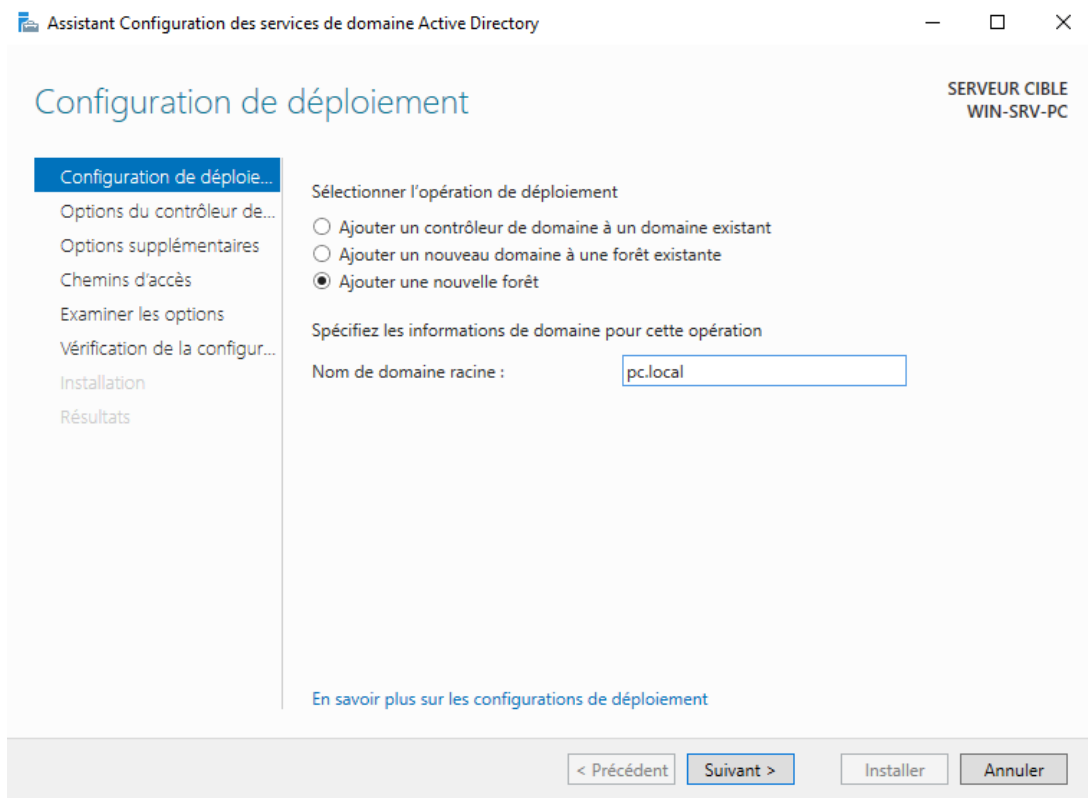 Assistant Configuration des services de domaine Active Directory
Configuration de déploiement
SERVEUR CIBLE
WIN-SRV-PC
Configuration de déploie...
Options du contrôleur de...
Options supplémentaires
Chemins d'accès
Examiner les options
Vérification de la configur...
Installation
Résultats
Sélectionner l'opération de déploiement
Ajouter un contrôleur de domaine à un domaine existant
Ajouter un nouveau domaine à une forêt existante
Ajouter une nouvelle forêt
Spécifiez les informations de domaine pour cette opération
Nom de domaine racine : pc.local
En savoir plus sur les configurations de déploiement
< Précédent Suivant > Installer Annuler